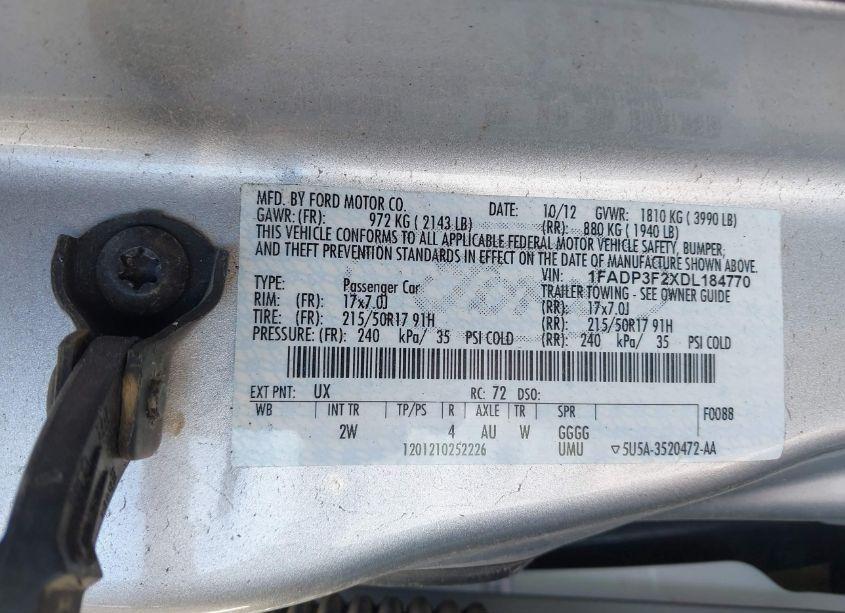 MFD. BY FORD MOTOR CO. DATE: 10/12 GVWR: 1810 KG ( 3990 LB)
GAWR: (FR): 972 KG ( 2143 LB) (RR): 880 KG ( 1940 LB)
THIS VEHICLE CONFORMS TO ALL APPLICABLE FEDERAL MOTOR VEHICLE SAFETY, BUMPER,
AND THEFT PREVENTION STANDARDS IN EFFECT ON THE DATE OF MANUFACTURE SHOWN ABOVE.
VIN: 1FADP3F2XDL184770
TYPE: Passenger Car TRAILER TOWING - SEE OWNER GUIDE
RIM: (FR): 17x7.0J (RR): 17x7.0J
TIRE: (FR): 215/50R17 91H (RR): 215/50R17 91H
PRESSURE: (FR): 240 kPa/ 35 PSI COLD (RR): 240 kPa/ 35 PSI COLD
EXT PNT: UX RC: 72 DSO:
WB INT TR TP/PS R AXLE TR SPR F0088
2W 4 AU W GGGG
1201210252226 UMU ▽5U5A-3520472-AA